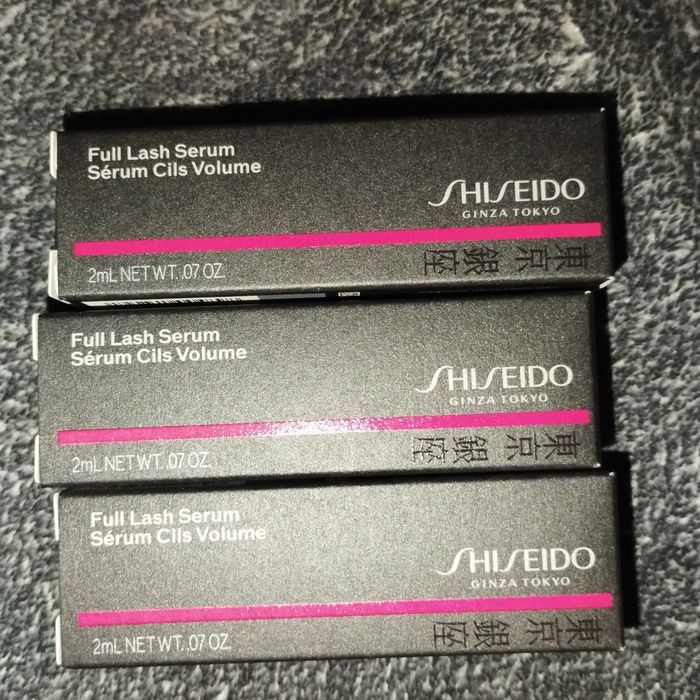 Full Lash Serum
Sérum Cils Volume
SHISEIDO
GINZA TOKYO
2mL NET WT. .07 OZ.
東京銀座
Full Lash Serum
Sérum Cils Volume
SHISEIDO
GINZA TOKYO
2mL NET WT. .07 OZ.
東京銀座
Full Lash Serum
Sérum Cils Volume
SHISEIDO
GINZA TOKYO
2mL NET WT. .07 OZ.
東京銀座